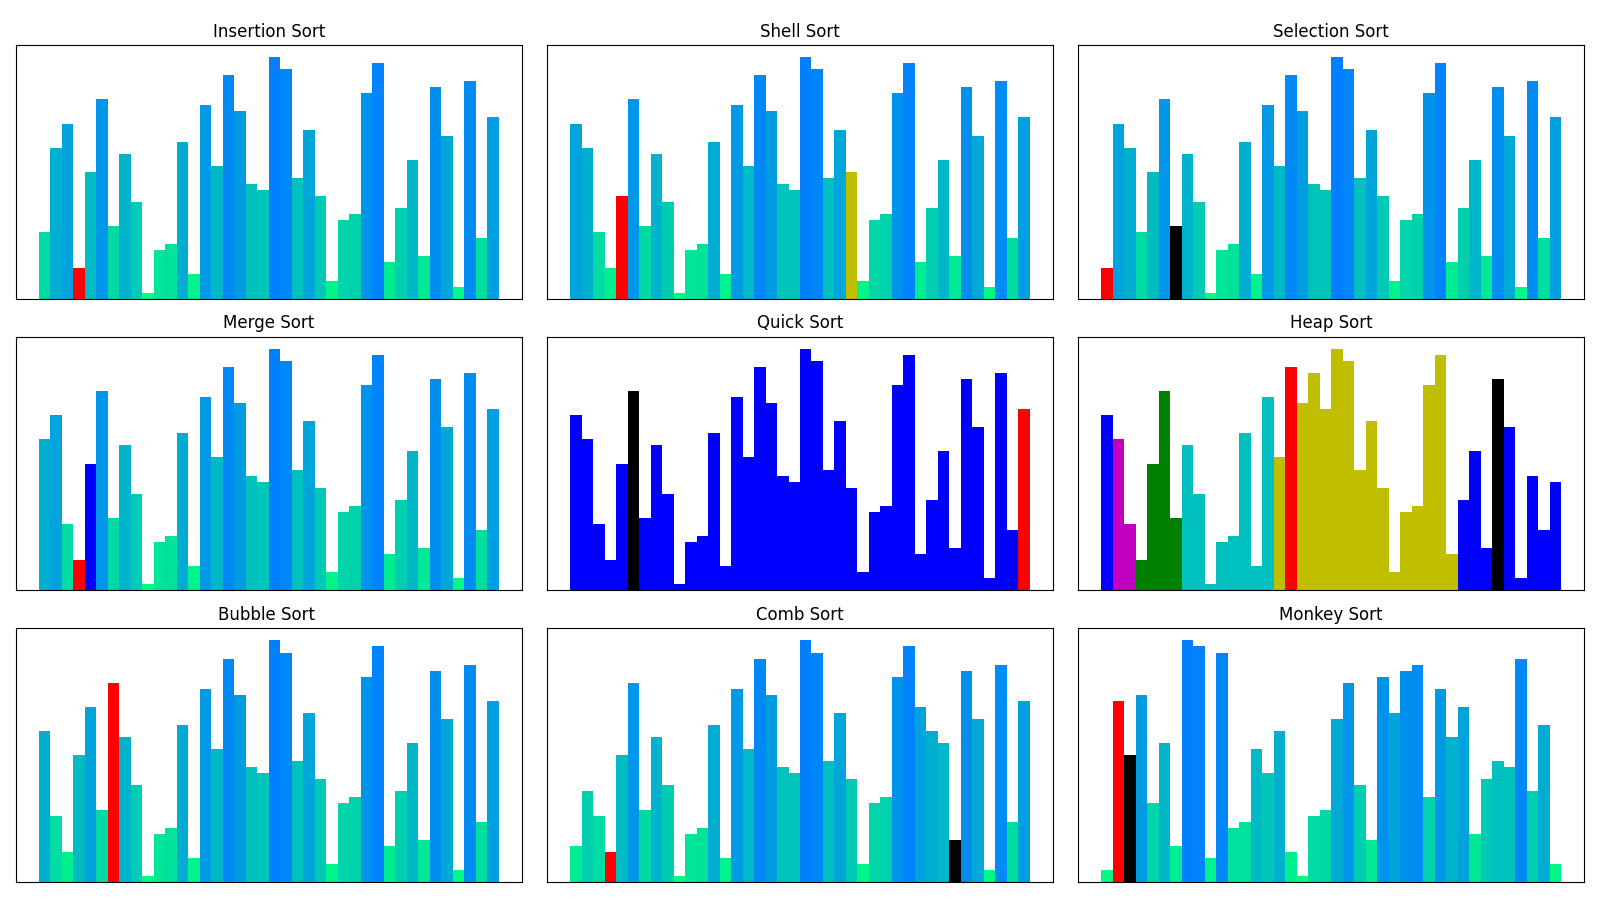 Insertion Sort
Shell Sort
Selection Sort
Merge Sort
Quick Sort
Heap Sort
Bubble Sort
Comb Sort
Monkey Sort